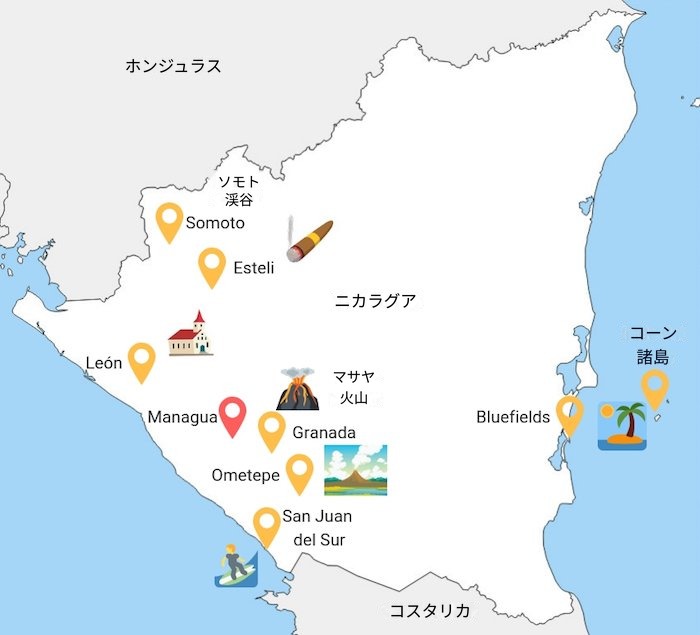 ホンジュラス
ソモト
渓谷
Somoto
Esteli
ニカラグア
コーン
諸島
León
マサヤ
火山
Managua
Granada
Bluefields
Ometepe
San Juan
del Sur
コスタリカ